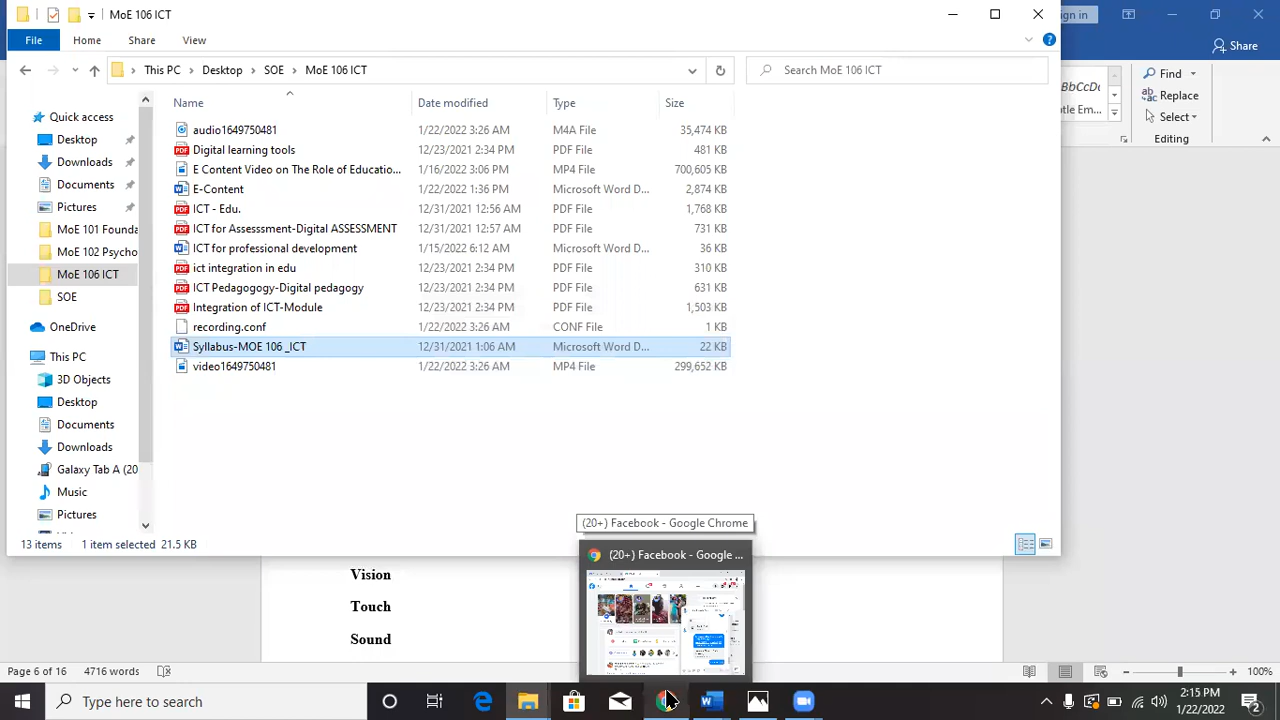 MoE 106 ICT
File Home Share View
This PC Desktop SOE MoE 106 ICT
Search MoE 106 ICT
Name Date modified Type Size
Quick access
Desktop
Downloads
Documents
Pictures
MoE 101 Founda
MoE 102 Psycho
MoE 106 ICT
SOE
OneDrive
This PC
3D Objects
Desktop
Documents
Downloads
Galaxy Tab A (20
Music
Pictures
audio1649750481 1/22/2022 3:26 AM M4A File 35,474 KB
Digital learning tools 12/23/2021 2:34 PM PDF File 481 KB
E Content Video on The Role of Educatio... 1/16/2022 3:06 PM MP4 File 700,605 KB
E-Content 1/22/2022 1:36 PM Microsoft Word D... 2,874 KB
ICT - Edu. 12/31/2021 12:56 AM PDF File 1,768 KB
ICT for Assesssment-Digital ASSESSMENT 12/31/2021 12:57 AM PDF File 731 KB
ICT for professional development 1/15/2022 6:12 AM Microsoft Word D... 36 KB
ict integration in edu 12/23/2021 2:34 PM PDF File 310 KB
ICT Pedagogogy-Digital pedagogy 12/23/2021 2:34 PM PDF File 631 KB
Integration of ICT-Module 12/23/2021 2:34 PM PDF File 1,503 KB
recording.conf 1/22/2022 3:26 AM CONF File 1 KB
Syllabus-MOE 106 _ICT 12/31/2021 1:06 AM Microsoft Word D... 22 KB
video1649750481 1/22/2022 3:26 AM MP4 File 299,652 KB
13 items 1 item selected 21.5 KB
gn in
Share
Find
Replace
Select
Editing
BbCcD
tle Em...
(20+) Facebook - Google Chrome
(20+) Facebook - Google ...
Vision
Touch
Sound
Page 6 of 16 4716 words 100%
Type here to search
2:15 PM
1/22/2022
2